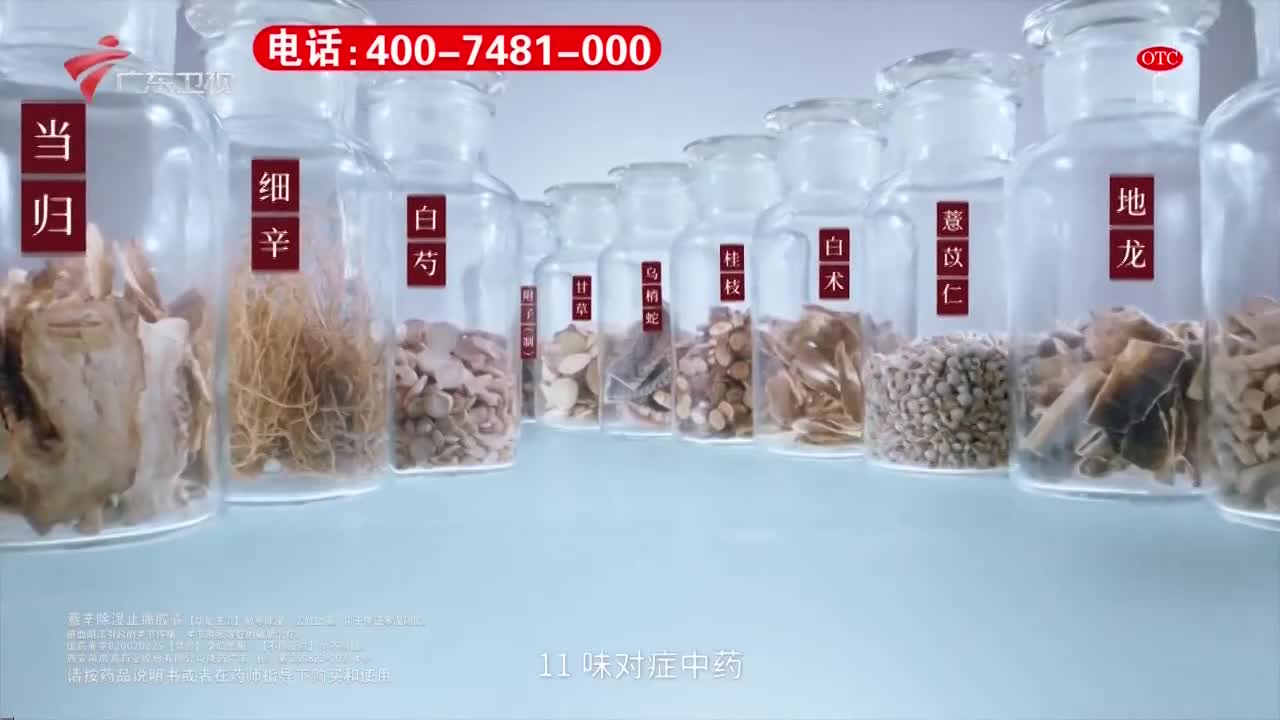 电话:400-7481-000
OTC
广东卫视
当归
细辛
白芍
附子(制)
甘草
乌梢蛇
桂枝
白术
薏苡仁
地龙
薏辛除湿止痛胶囊
请按药品说明书或者在药师指导下购买和使用
11 味对症中药